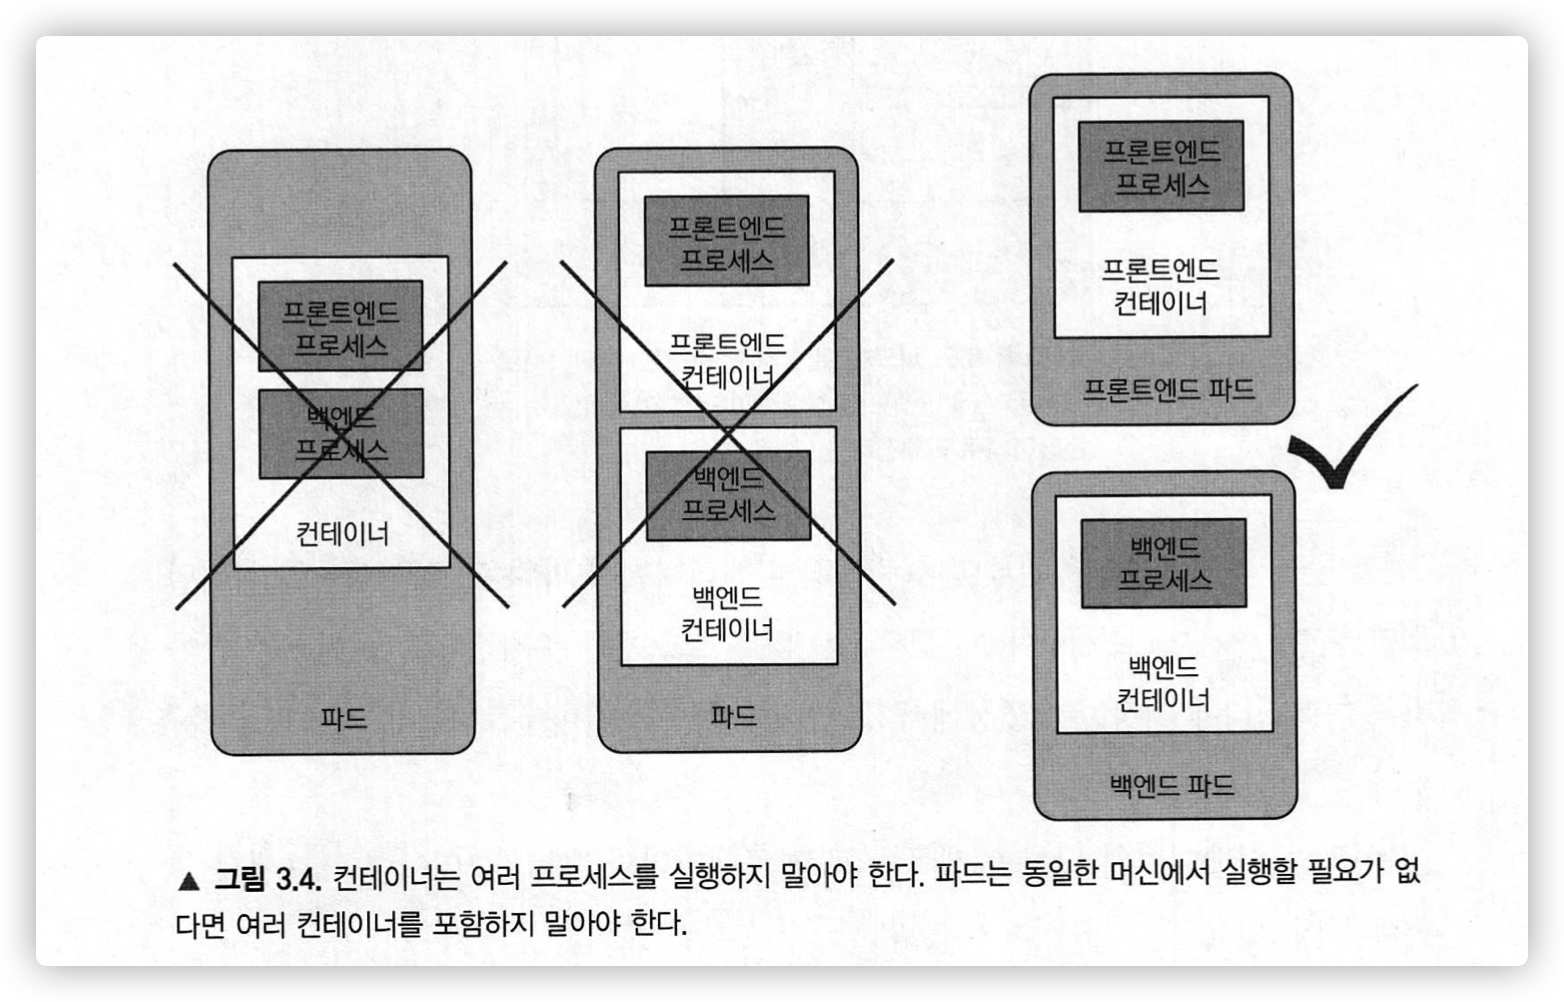 프론트엔드
프로세스
백엔드
프로세스
컨테이너
파드
프론트엔드
프로세스
프론트엔드
컨테이너
백엔드
프로세스
백엔드
컨테이너
파드
프론트엔드
프로세스
프론트엔드
컨테이너
프론트엔드 파드
백엔드
프로세스
백엔드
컨테이너
백엔드 파드
▲ 그림 3.4. 컨테이너는 여러 프로세스를 실행하지 말아야 한다. 파드는 동일한 머신에서 실행할 필요가 없
다면 여러 컨테이너를 포함하지 말아야 한다.